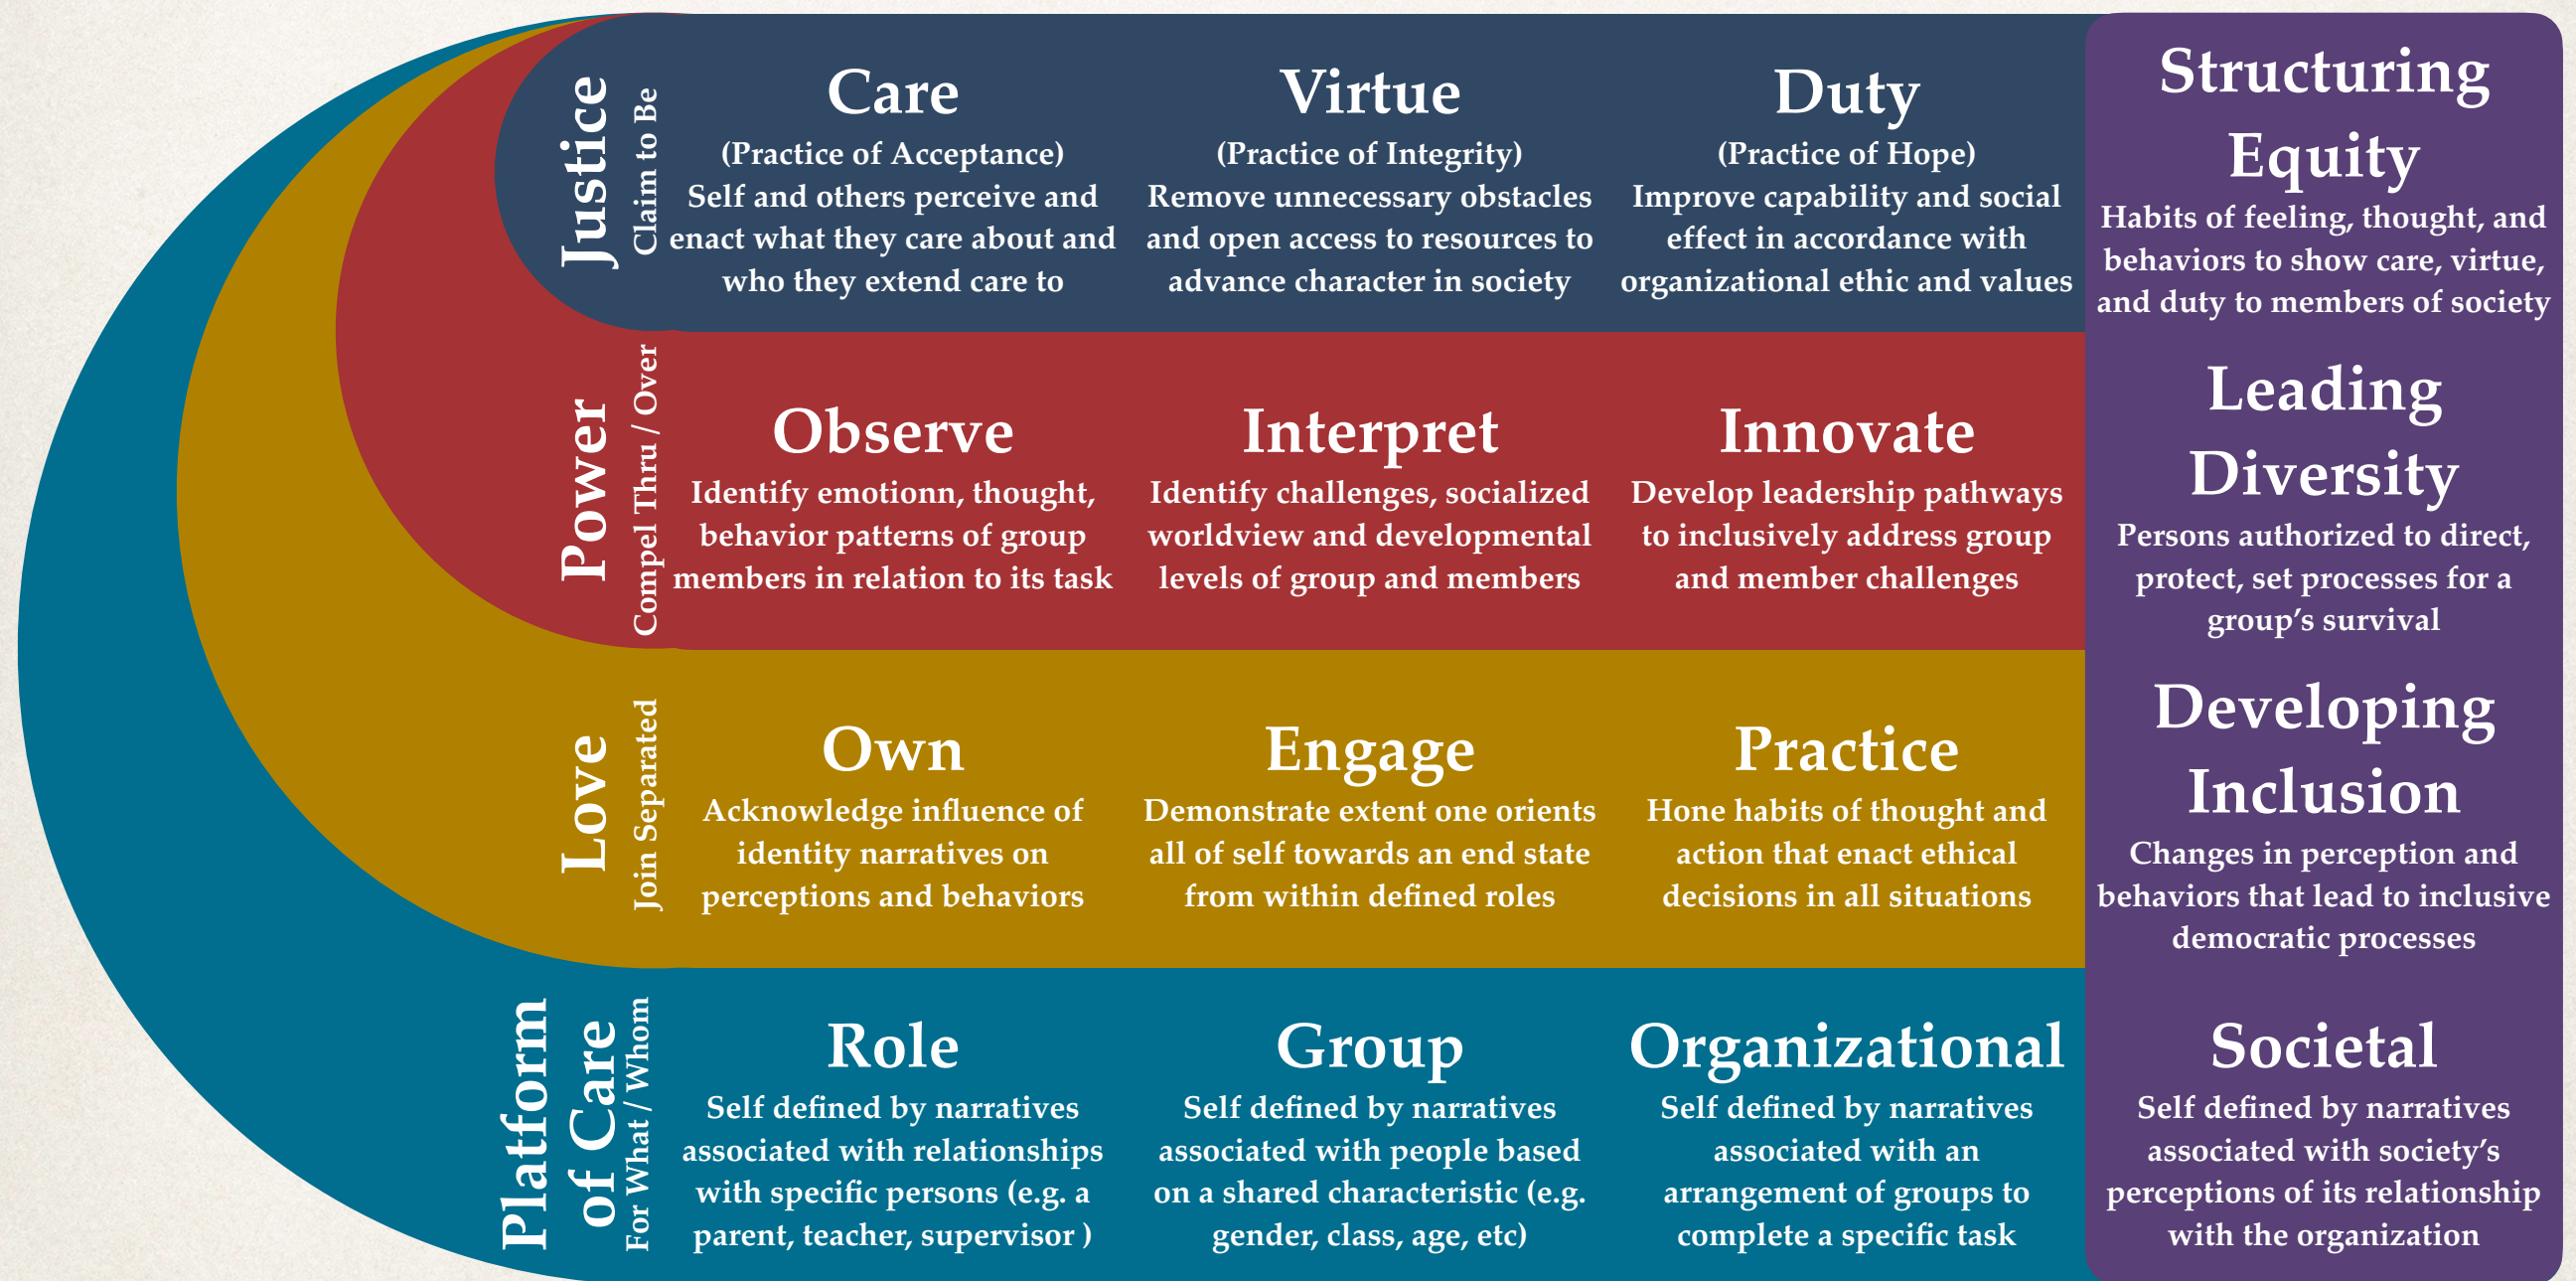 Justice
Claim to Be
Care
(Practice of Acceptance)
Self and others perceive and
enact what they care about and
who they extend care to
Virtue
(Practice of Integrity)
Remove unnecessary obstacles
and open access to resources to
advance character in society
Duty
(Practice of Hope)
Improve capability and social
effect in accordance with
organizational ethic and values
Structuring
Equity
Habits of feeling, thought, and
behaviors to show care, virtue,
and duty to members of society
Power
Compel Thru / Over
Observe
Identify emotionn, thought,
behavior patterns of group
members in relation to its task
Interpret
Identify challenges, socialized
worldview and developmental
levels of group and members
Innovate
Develop leadership pathways
to inclusively address group
and member challenges
Leading
Diversity
Persons authorized to direct,
protect, set processes for a
group’s survival
Love
Join Separated
Own
Acknowledge influence of
identity narratives on
perceptions and behaviors
Engage
Demonstrate extent one orients
all of self towards an end state
from within defined roles
Practice
Hone habits of thought and
action that enact ethical
decisions in all situations
Developing
Inclusion
Changes in perception and
behaviors that lead to inclusive
democratic processes
Platform
of Care
For What / Whom
Role
Self defined by narratives
associated with relationships
with specific persons (e.g. a
parent, teacher, supervisor )
Group
Self defined by narratives
associated with people based
on a shared characteristic (e.g.
gender, class, age, etc)
Organizational
Self defined by narratives
associated with an
arrangement of groups to
complete a specific task
Societal
Self defined by narratives
associated with society’s
perceptions of its relationship
with the organization